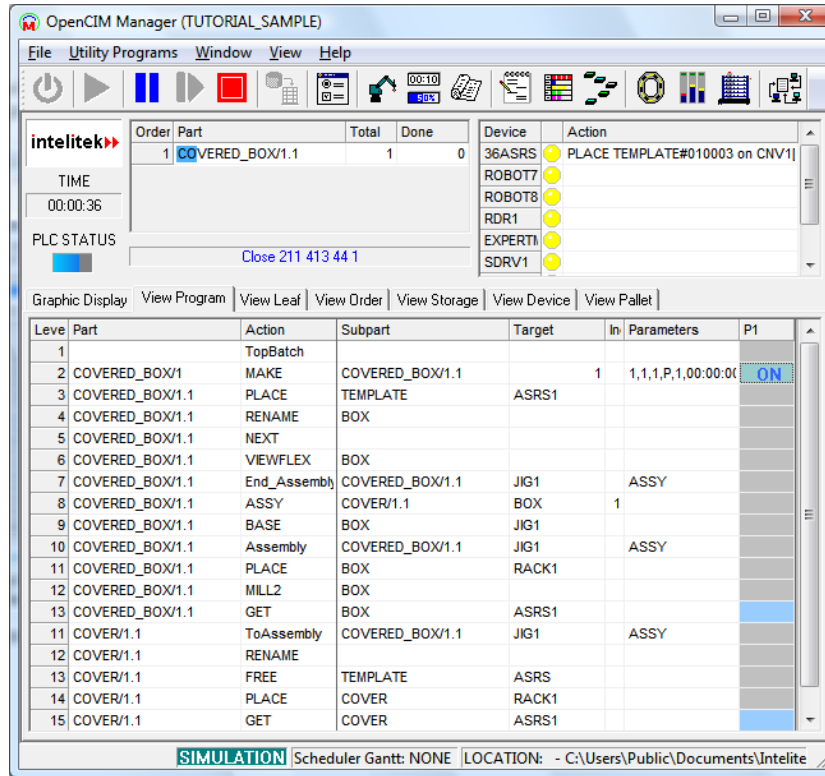 OpenCIM Manager (TUTORIAL_SAMPLE)
File Utility Programs Window View Help
00:10
50%
intelitek
TIME
00:00:36
PLC STATUS
Order Part Total Done
1 COVERED_BOX/1.1 1 0
Close 211 413 44 1
Device Action
36ASRS PLACE TEMPLATE#010003 on CNV1[
ROBOT7
ROBOT8
RDR1
EXPERTM
SDRV1
Graphic Display View Program View Leaf View Order View Storage View Device View Pallet
Leve Part Action Subpart Target In Parameters P1
1 TopBatch
2 COVERED_BOX/1 MAKE COVERED_BOX/1.1 1 1,1,1,P,1,00:00:00 ON
3 COVERED_BOX/1.1 PLACE TEMPLATE ASRS1
4 COVERED_BOX/1.1 RENAME BOX
5 COVERED_BOX/1.1 NEXT
6 COVERED_BOX/1.1 VIEWFLEX BOX
7 COVERED_BOX/1.1 End_Assembly COVERED_BOX/1.1 JIG1 ASSY
8 COVERED_BOX/1.1 ASSY COVER/1.1 BOX 1
9 COVERED_BOX/1.1 BASE BOX JIG1
10 COVERED_BOX/1.1 Assembly COVERED_BOX/1.1 JIG1 ASSY
11 COVERED_BOX/1.1 PLACE BOX RACK1
12 COVERED_BOX/1.1 MILL2 BOX
13 COVERED_BOX/1.1 GET BOX ASRS1
11 COVER/1.1 ToAssembly COVERED_BOX/1.1 JIG1 ASSY
12 COVER/1.1 RENAME
13 COVER/1.1 FREE TEMPLATE ASRS
14 COVER/1.1 PLACE COVER RACK1
15 COVER/1.1 GET COVER ASRS1
SIMULATION Scheduler Gantt: NONE LOCATION: - C:\Users\Public\Documents\Intelite